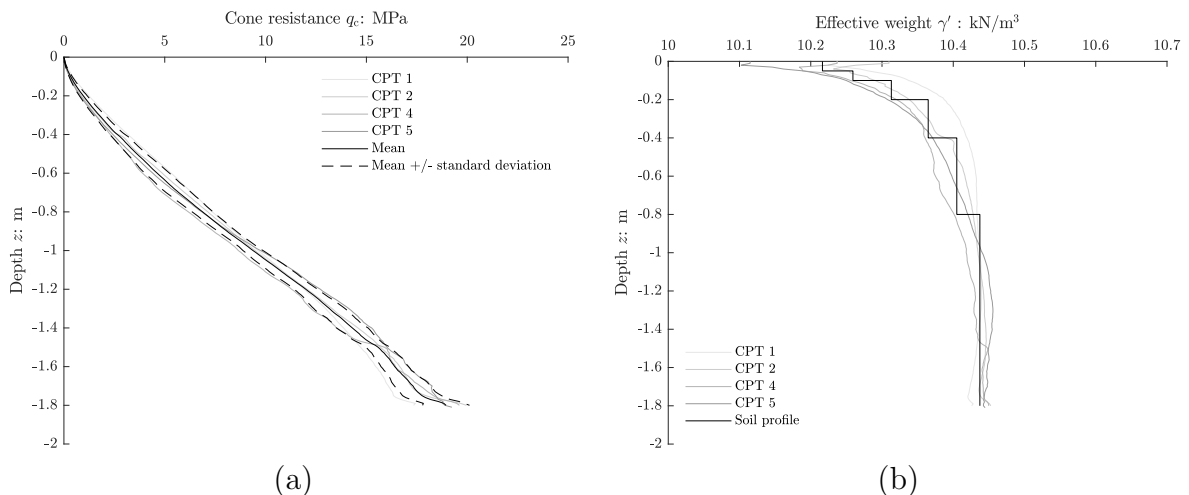 Cone resistance qc: MPa
0 5 10 15 20 25
0
-0.2
-0.4
-0.6
-0.8
-1
-1.2
-1.4
-1.6
-1.8
-2
Depth z: m
CPT 1
CPT 2
CPT 4
CPT 5
Mean
Mean +/- standard deviation
(a)
Effective weight γ′ : kN/m³
10 10.1 10.2 10.3 10.4 10.5 10.6 10.7
0
-0.2
-0.4
-0.6
-0.8
-1
-1.2
-1.4
-1.6
-1.8
-2
Depth z: m
CPT 1
CPT 2
CPT 4
CPT 5
Soil profile
(b)